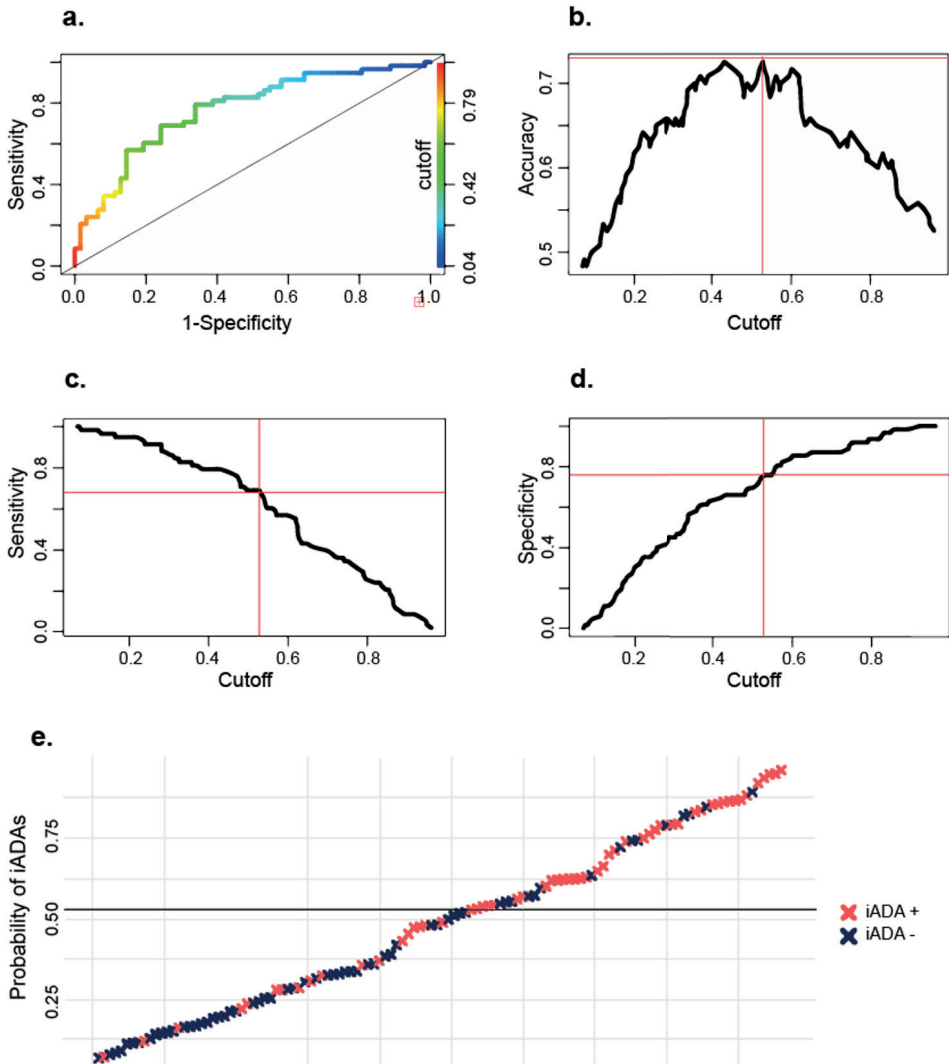 a.
Sensitivity
0.8
0.4
0.0
0.0 0.2 0.4 0.6 0.8 1.0
1-Specificity
cutoff
0.79
0.42
0.04
b.
Accuracy
0.7
0.6
0.5
0.2 0.4 0.6 0.8
Cutoff
c.
Sensitivity
0.8
0.4
0.0
0.2 0.4 0.6 0.8
Cutoff
d.
Specificity
0.8
0.4
0.0
0.2 0.4 0.6 0.8
Cutoff
e.
Probability of iADAs
0.75
0.50
0.25
iADA +
iADA -